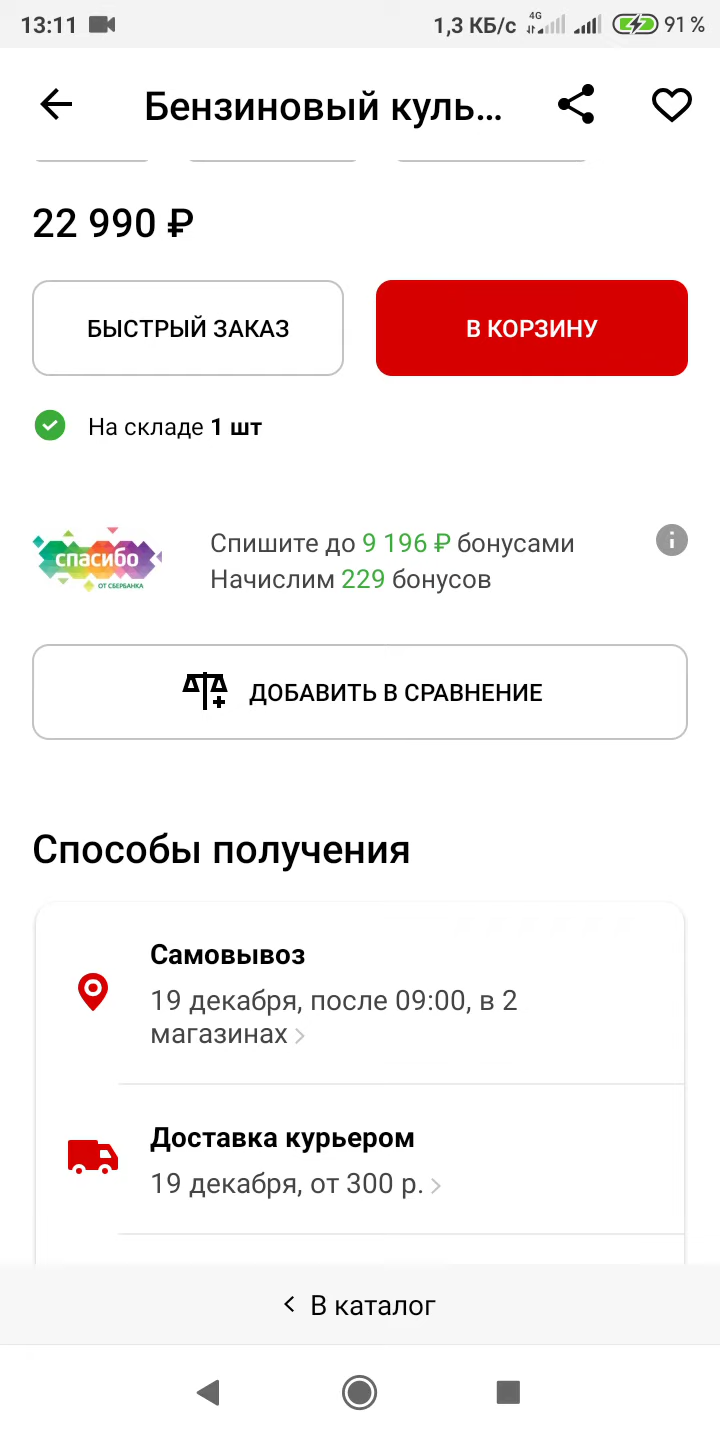 13:11 1,3 КБ/с 4G 91 %
Бензиновый куль...
22 990 ₽
БЫСТРЫЙ ЗАКАЗ В КОРЗИНУ
На складе 1 шт
спасибо
ОТ СБЕРБАНКА
Спишите до 9 196 ₽ бонусами
Начислим 229 бонусов
ДОБАВИТЬ В СРАВНЕНИЕ
Способы получения
Самовывоз
19 декабря, после 09:00, в 2
магазинах
Доставка курьером
19 декабря, от 300 р.
В каталог